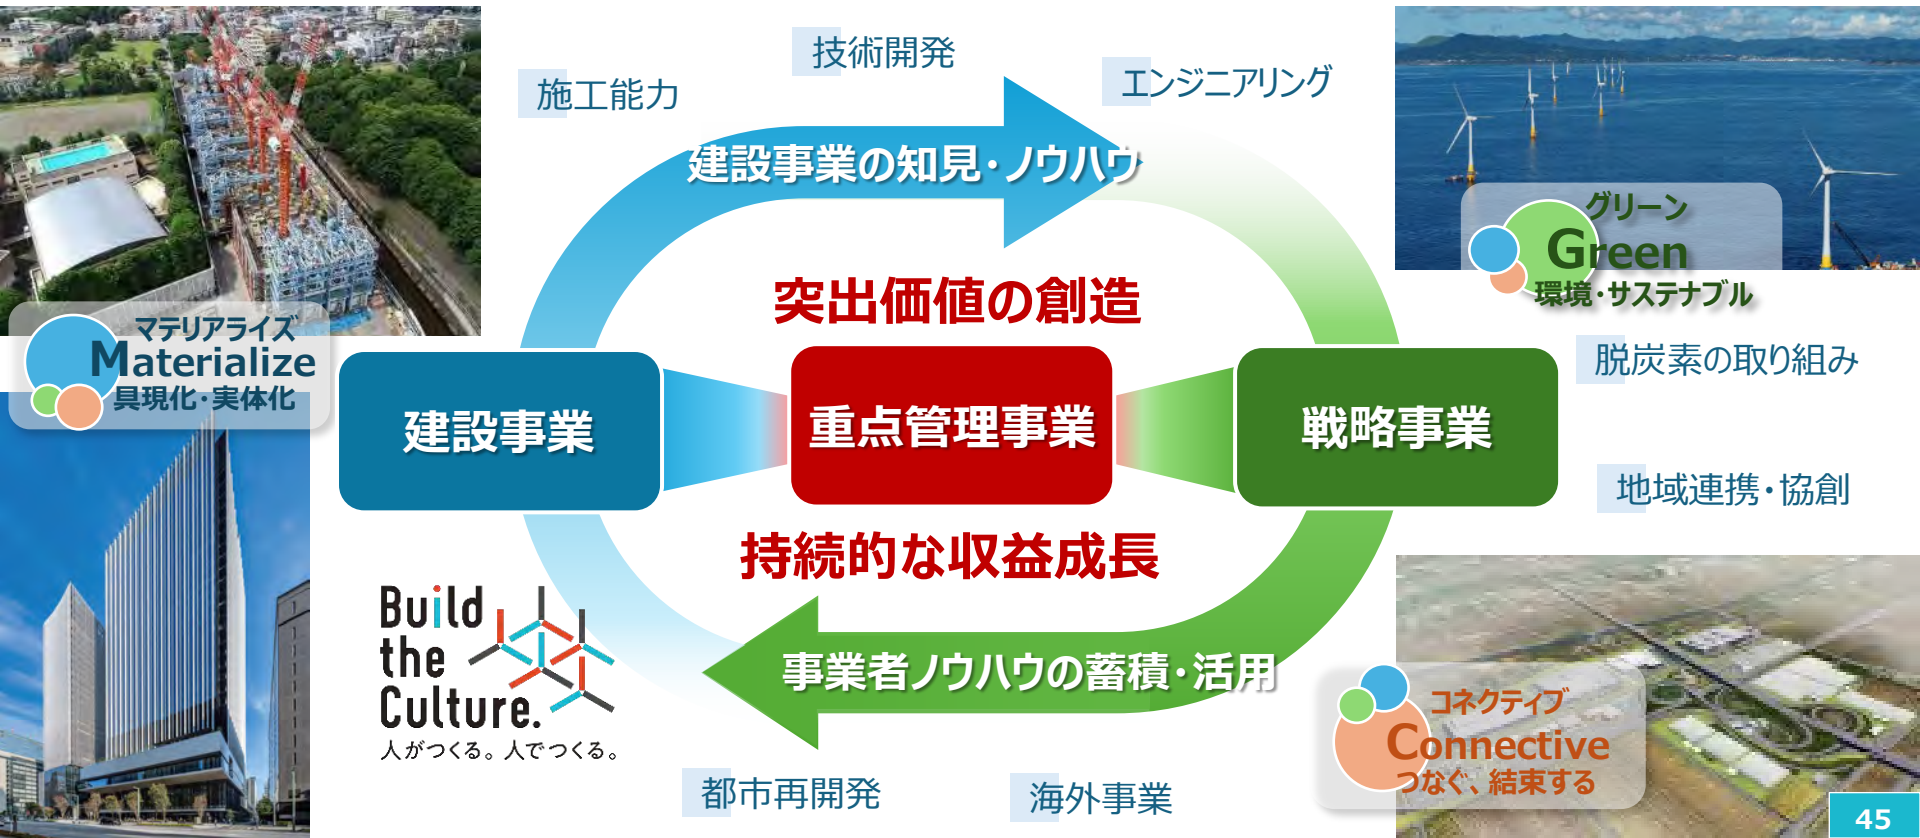 施工能力
技術開発
エンジニアリング
建設事業の知見・ノウハウ
グリーン
Green
環境・サステナブル
突出価値の創造
マテリアライズ
Materialize
具現化・実体化
脱炭素の取り組み
建設事業
重点管理事業
戦略事業
地域連携・協創
持続的な収益成長
Build
the
Culture.
人がつくる。人でつくる。
事業者ノウハウの蓄積・活用
コネクティブ
Connective
つなぐ、結束する
都市再開発
海外事業
45